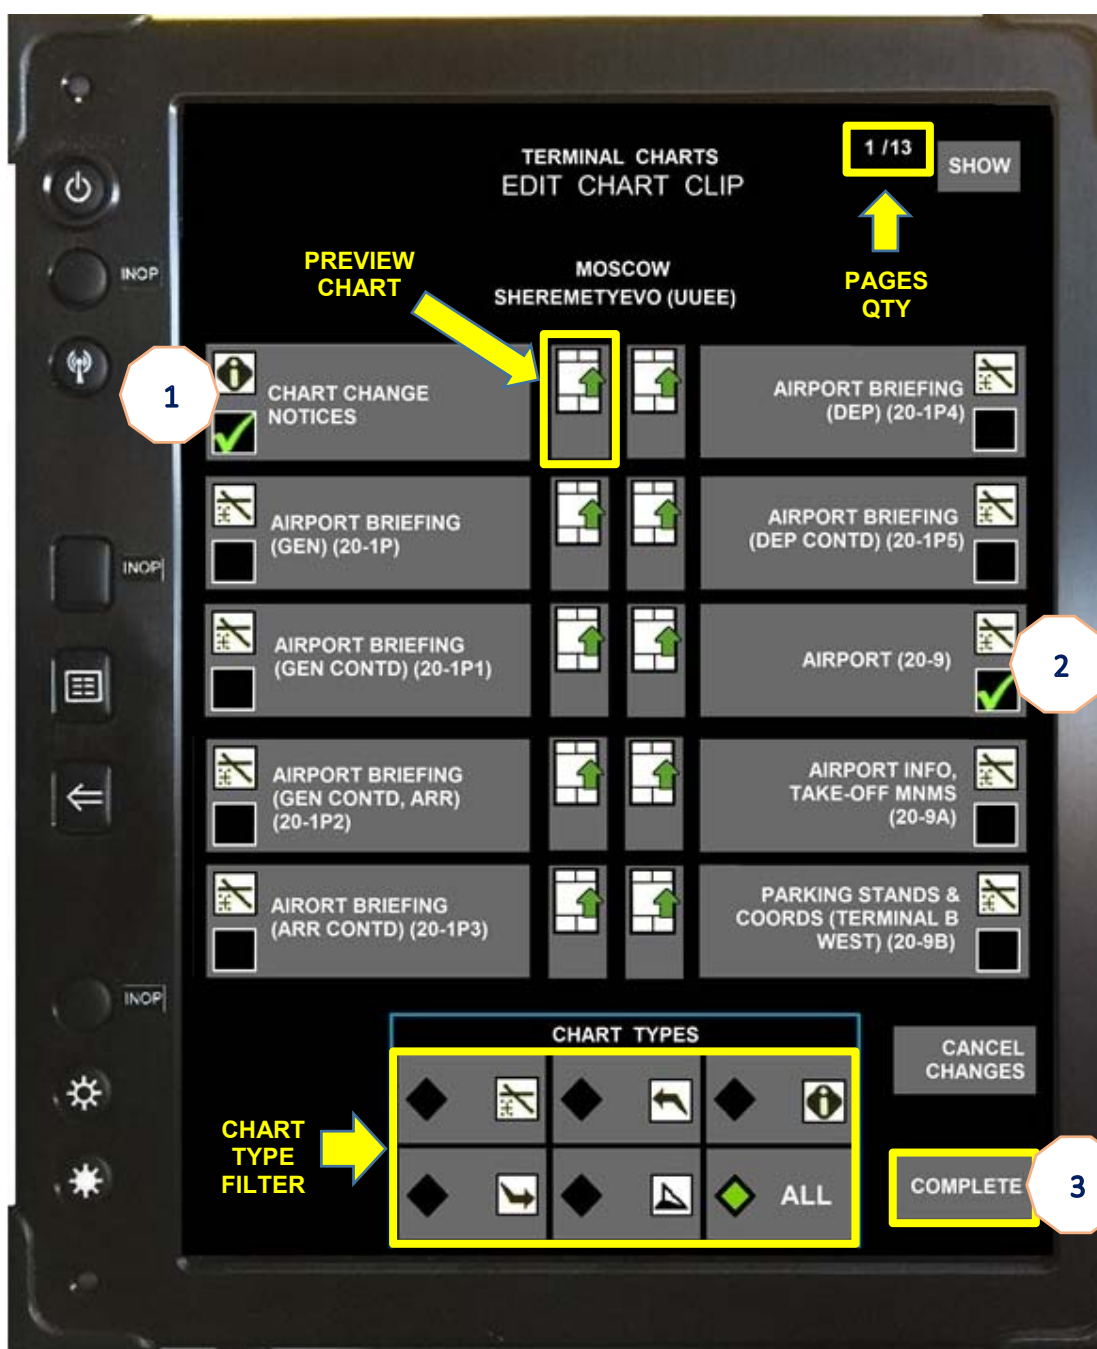 1 /13
SHOW
TERMINAL CHARTS
EDIT CHART CLIP
PREVIEW
CHART
MOSCOW
SHEREMETYEVO (UUEE)
PAGES
QTY
INOP
1
CHART CHANGE
NOTICES
AIRPORT BRIEFING
(DEP) (20-1P4)
AIRPORT BRIEFING
(GEN) (20-1P)
AIRPORT BRIEFING
(DEP CONTD) (20-1P5)
INOP
AIRPORT BRIEFING
(GEN CONTD) (20-1P1)
AIRPORT (20-9)
2
AIRPORT BRIEFING
(GEN CONTD, ARR)
(20-1P2)
AIRPORT INFO,
TAKE-OFF MNMS
(20-9A)
AIRORT BRIEFING
(ARR CONTD) (20-1P3)
PARKING STANDS &
COORDS (TERMINAL B
WEST) (20-9B)
INOP
CHART TYPES
CANCEL
CHANGES
CHART
TYPE
FILTER
ALL
COMPLETE
3